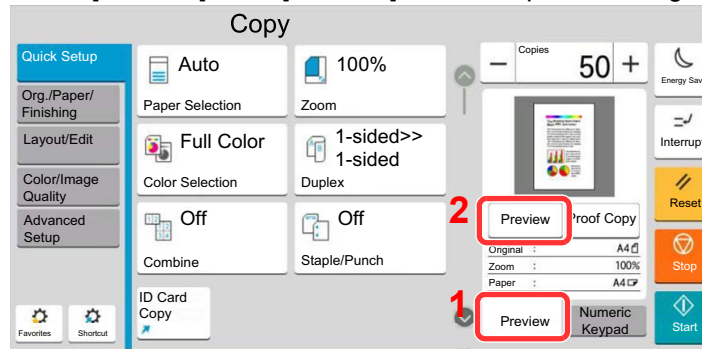 Copy
Quick Setup
Org./Paper/
Finishing
Layout/Edit
Color/Image
Quality
Advanced
Setup
Favorites
Shortcut
Auto
Paper Selection
100%
Zoom
Full Color
Color Selection
1-sided>>
1-sided
Duplex
Off
Combine
Off
Staple/Punch
ID Card
Copy
Copies
50
2
Preview
Proof Copy
Original :
A4
Zoom :
100%
Paper :
A4
1
Preview
Numeric
Keypad
Interrupt
Reset
Stop
Start